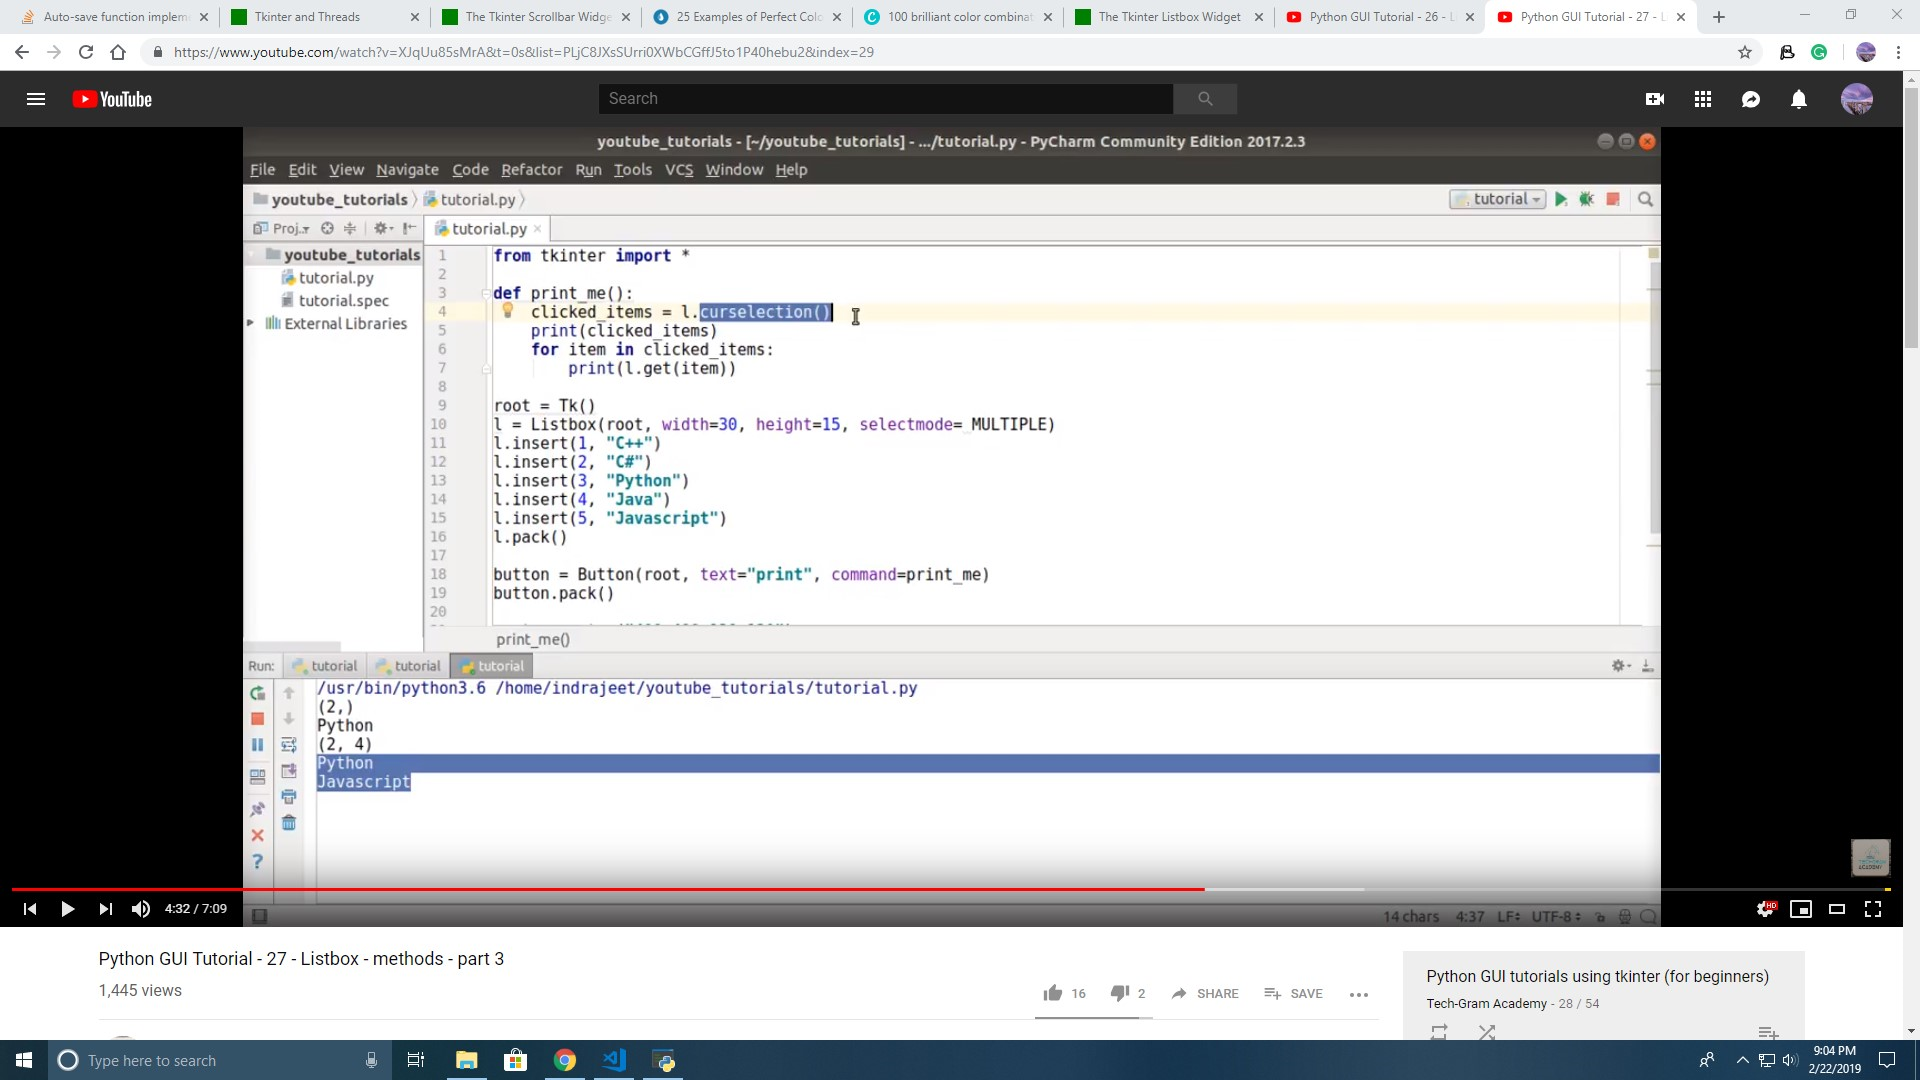 Auto-save function implem
Tkinter and Threads
The Tkinter Scrollbar Widge
25 Examples of Perfect Colo
100 brilliant color combinat
The Tkinter Listbox Widget
Python GUI Tutorial - 26 - L
Python GUI Tutorial - 27 - L
https://www.youtube.com/watch?v=XJqUu85sMrA&t=0s&list=PLjC8JXsSUrri0XWbCGffJ5to1P40hebu2&index=29
YouTube
Search
youtube_tutorials - [~/youtube_tutorials] - .../tutorial.py - PyCharm Community Edition 2017.2.3
File Edit View Navigate Code Refactor Run Tools VCS Window Help
youtube_tutorials tutorial.py
tutorial
Proj..
tutorial.py
youtube_tutorials
tutorial.py
tutorial.spec
External Libraries
1 from tkinter import *
2
3 def print_me():
4 clicked_items = l.curselection()
5 print(clicked_items)
6 for item in clicked_items:
7 print(l.get(item))
8
9 root = Tk()
10 l = Listbox(root, width=30, height=15, selectmode= MULTIPLE)
11 l.insert(1, "C++")
12 l.insert(2, "C#")
13 l.insert(3, "Python")
14 l.insert(4, "Java")
15 l.insert(5, "Javascript")
16 l.pack()
17
18 button = Button(root, text="print", command=print_me)
19 button.pack()
20
print_me()
Run: tutorial tutorial tutorial
/usr/bin/python3.6 /home/indrajeet/youtube_tutorials/tutorial.py
(2,)
Python
(2, 4)
Python
Javascript
4:32 / 7:09
HD
14 chars 4:37 LF÷ UTF-8÷
Python GUI Tutorial - 27 - Listbox - methods - part 3
1,445 views
16 2 SHARE SAVE
Python GUI tutorials using tkinter (for beginners)
Tech-Gram Academy - 28 / 54
Type here to search
9:04 PM
2/22/2019